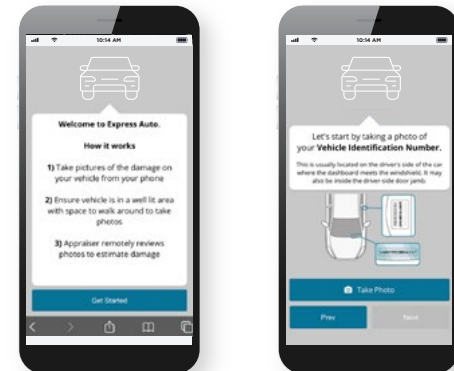 10:14 AM
Welcome to Express Auto.
How it works
1) Take pictures of the damage on
your vehicle from your phone
2) Ensure vehicle is in a well lit area
with space to walk around to take
photos
3) Appraiser remotely reviews
photos to estimate damage
Get Started
10:14 AM
Let's start by taking a photo of
your Vehicle Identification Number.
This is usually located on the driver's side of the car
where the dashboard meets the windshield. It may
also be inside the driver-side door jamb.
Take Photo
Prev
Next